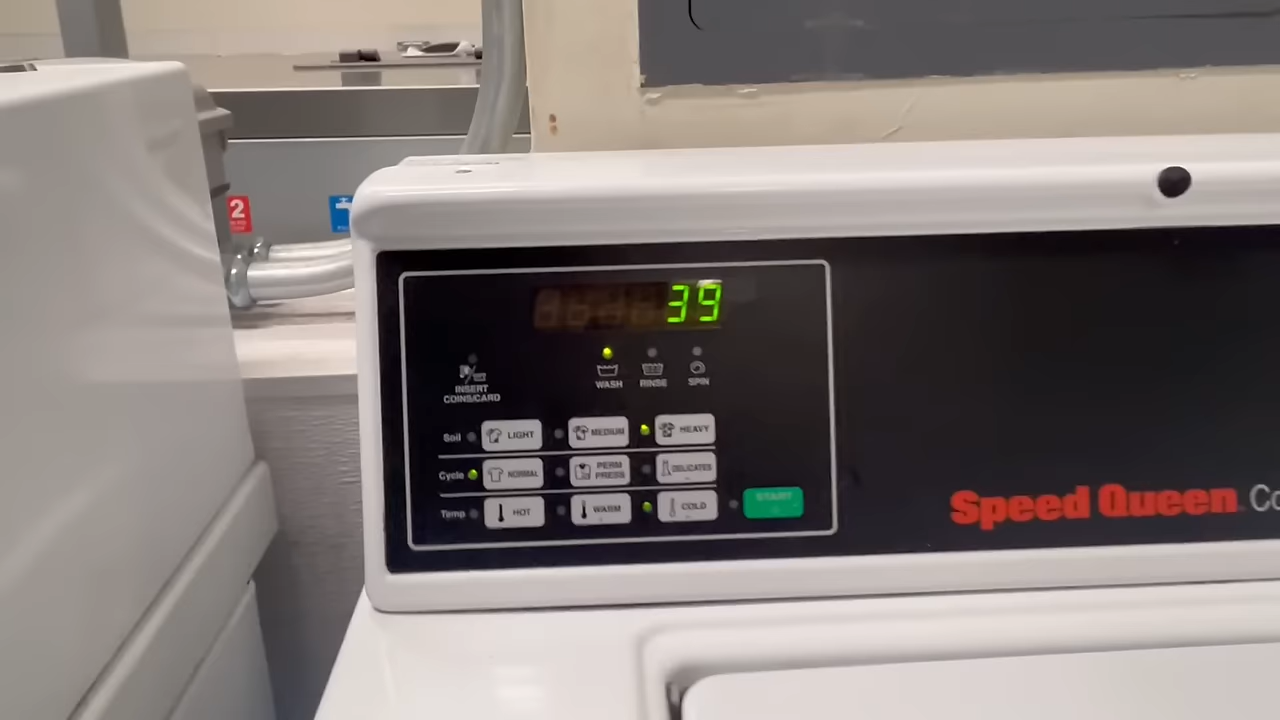 2
39
INSERT
COINS/CARD
WASH
RINSE
SPIN
Soil
LIGHT
MEDIUM
HEAVY
Cycle
NORMAL
PERM
PRESS
DELICATES
Temp
HOT
WARM
COLD
START
Speed Queen Co